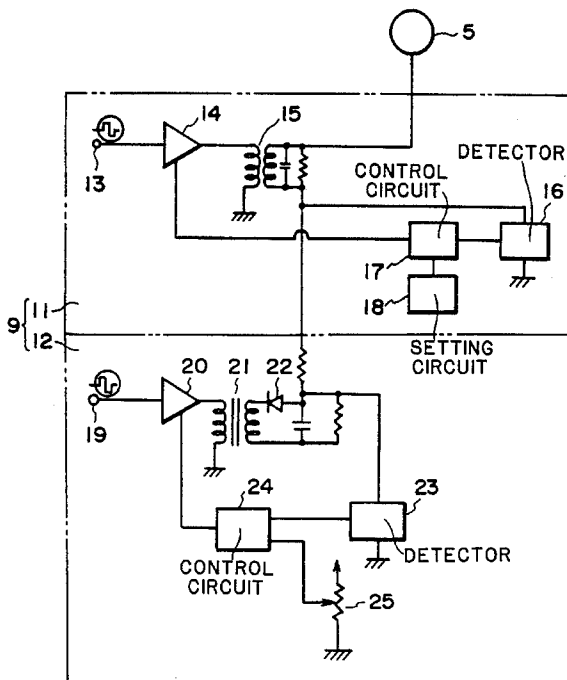 5
14
15
13
CONTROL
CIRCUIT
DETECTOR
16
17
18
9
11
12
SETTING
CIRCUIT
20
21
22
19
24
23
CONTROL
CIRCUIT
DETECTOR
25